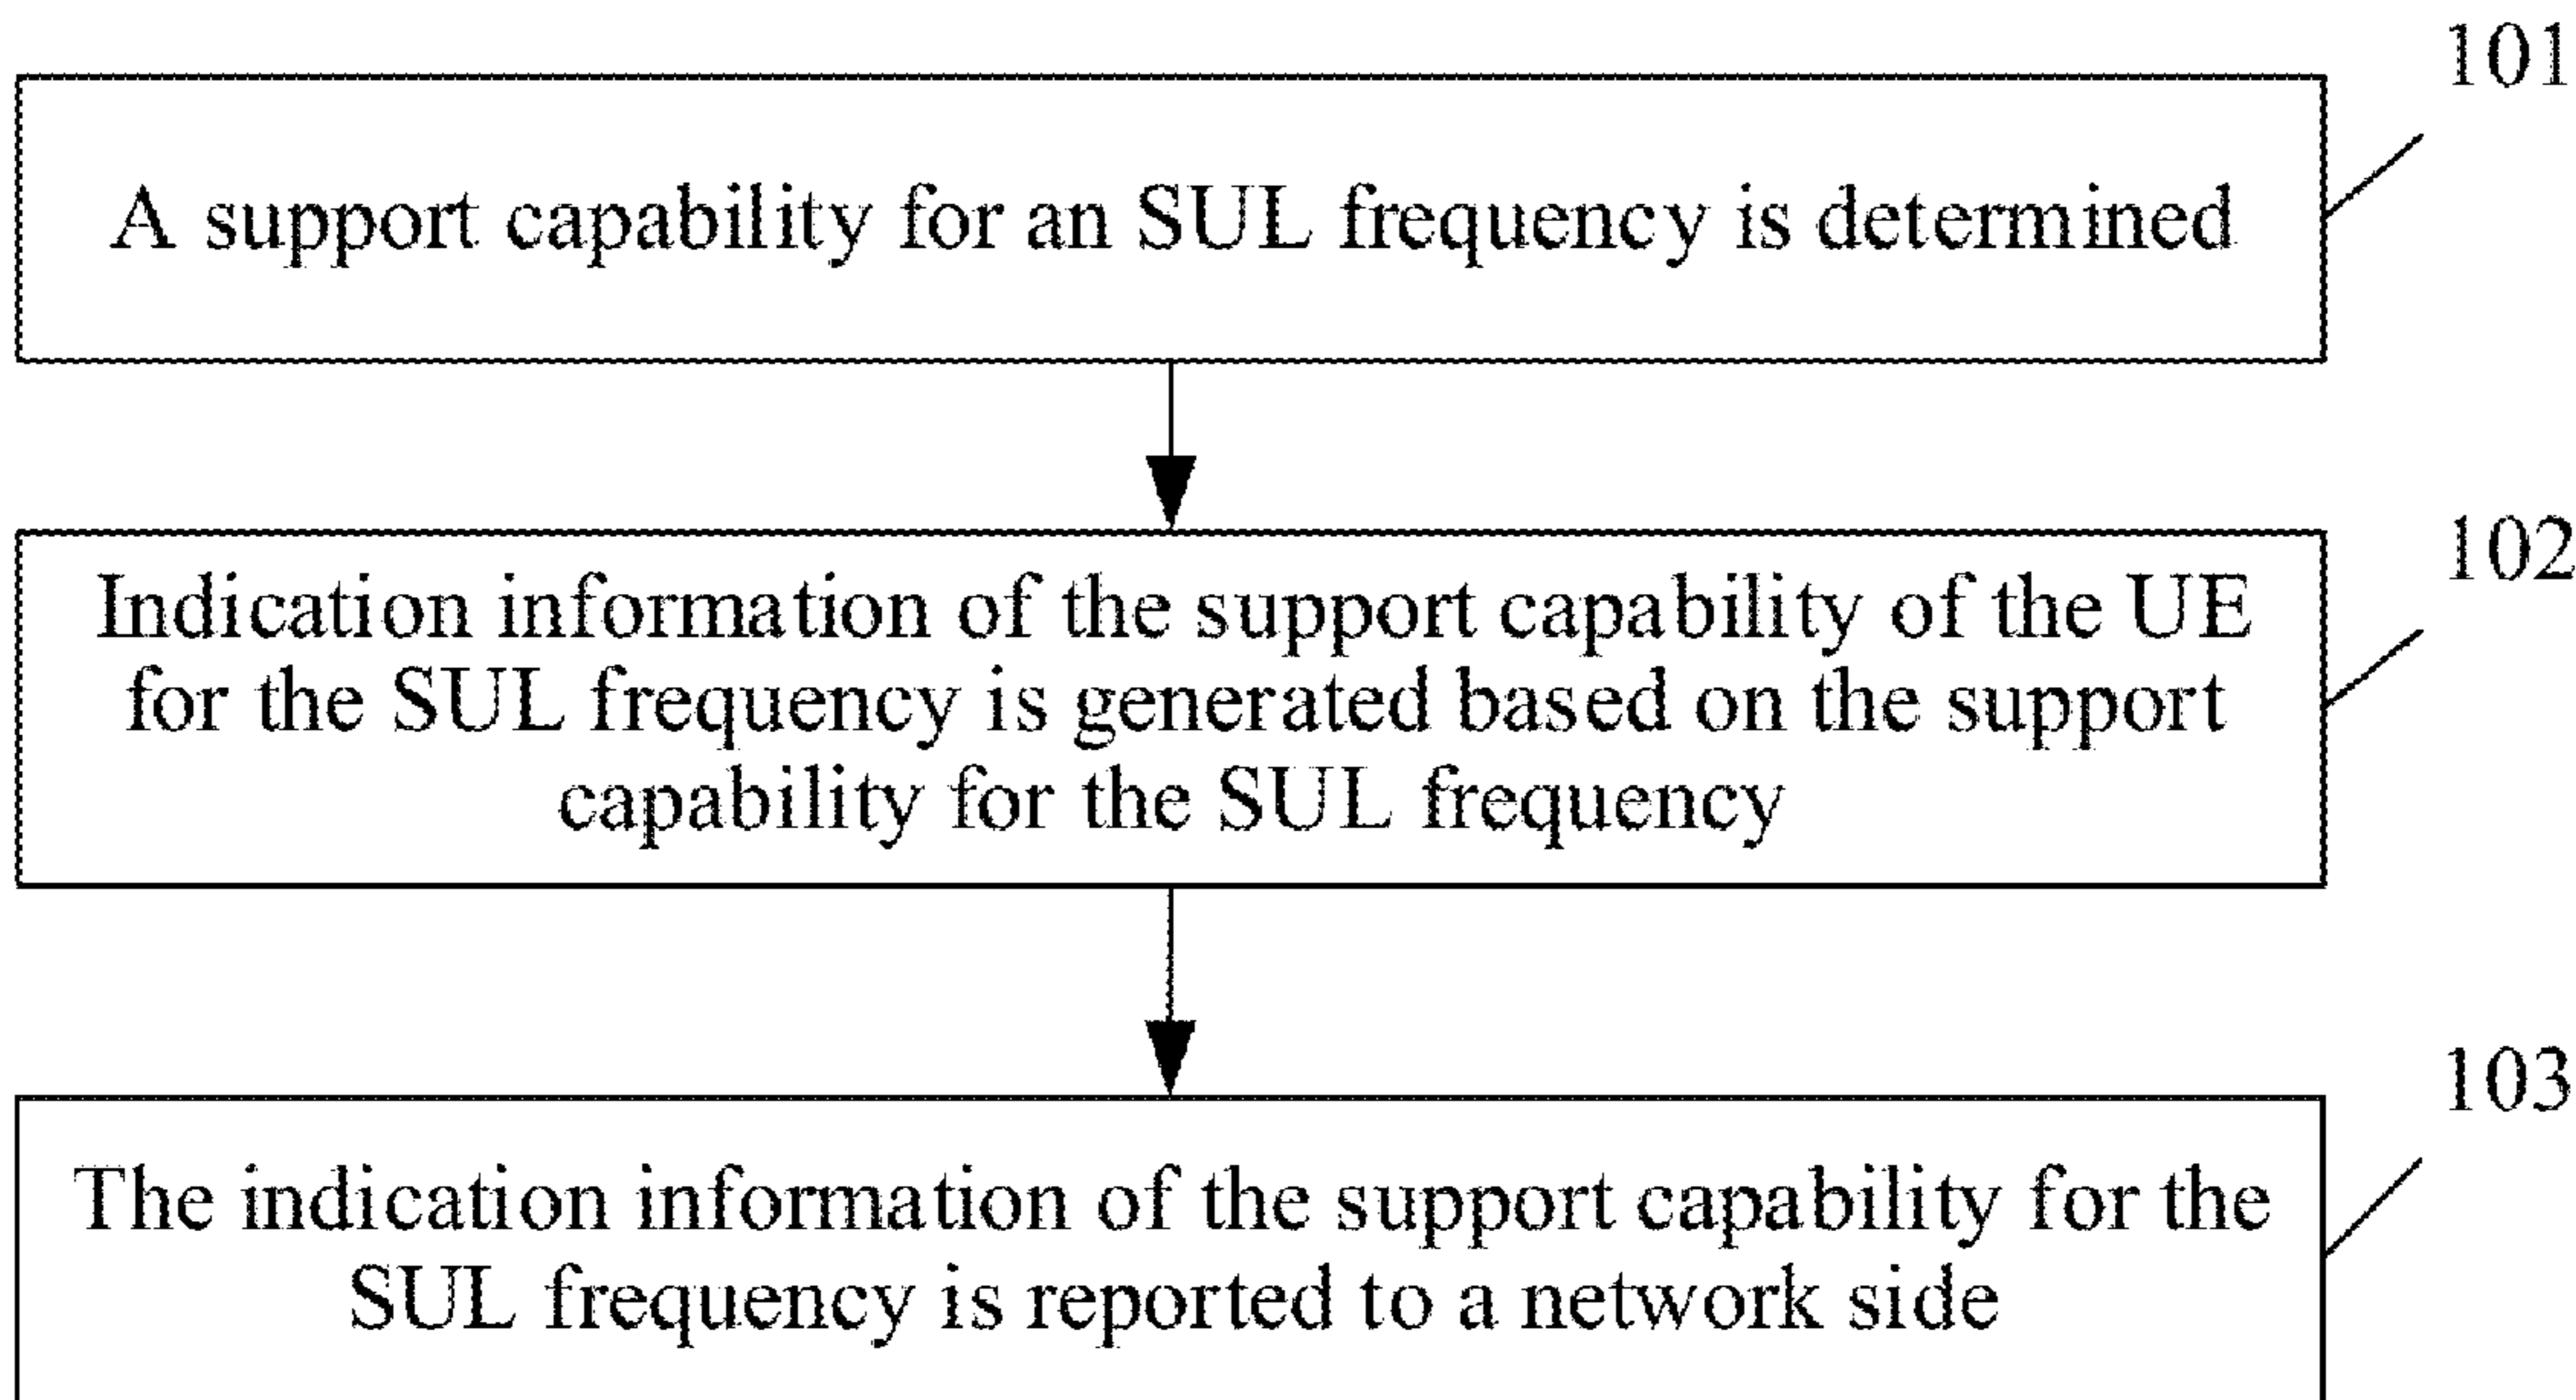 101
A support capability for an SUL frequency is determined
102
Indication information of the support capability of the UE
for the SUL frequency is generated based on the support
capability for the SUL frequency
103
The indication information of the support capability for the
SUL frequency is reported to a network side